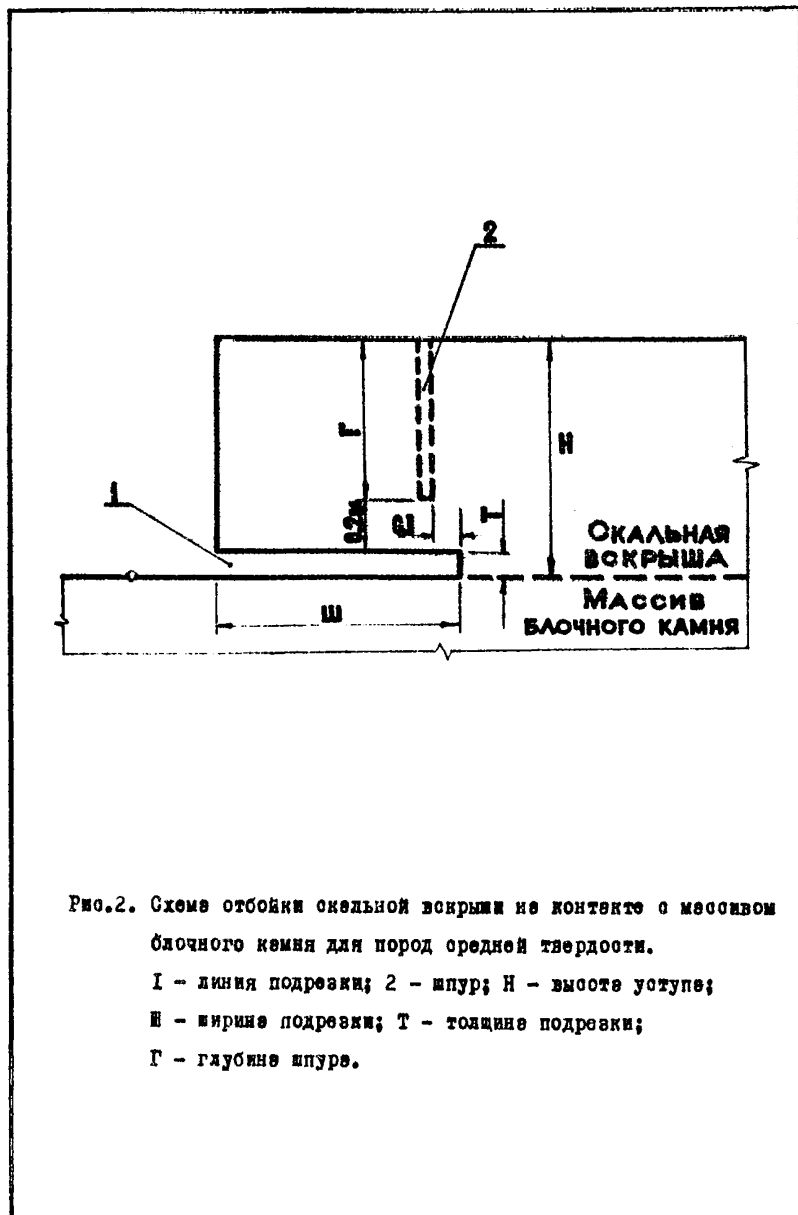 2
Г
Н
1
0.2м
0.1
Т
СКАЛЬНАЯ
ВСКРЫША
Ш
МАССИВ
БЛОЧНОГО КАМНЯ
Рис.2. Схема отбойки скальной вскрыши на контакте с массивом
блочного камня для пород средней твердости.
I - линия подрезки; 2 - шпур; Н - высота уступа;
Ш - ширина подрезки; Т - толщина подрезки;
Г - глубина шпура.